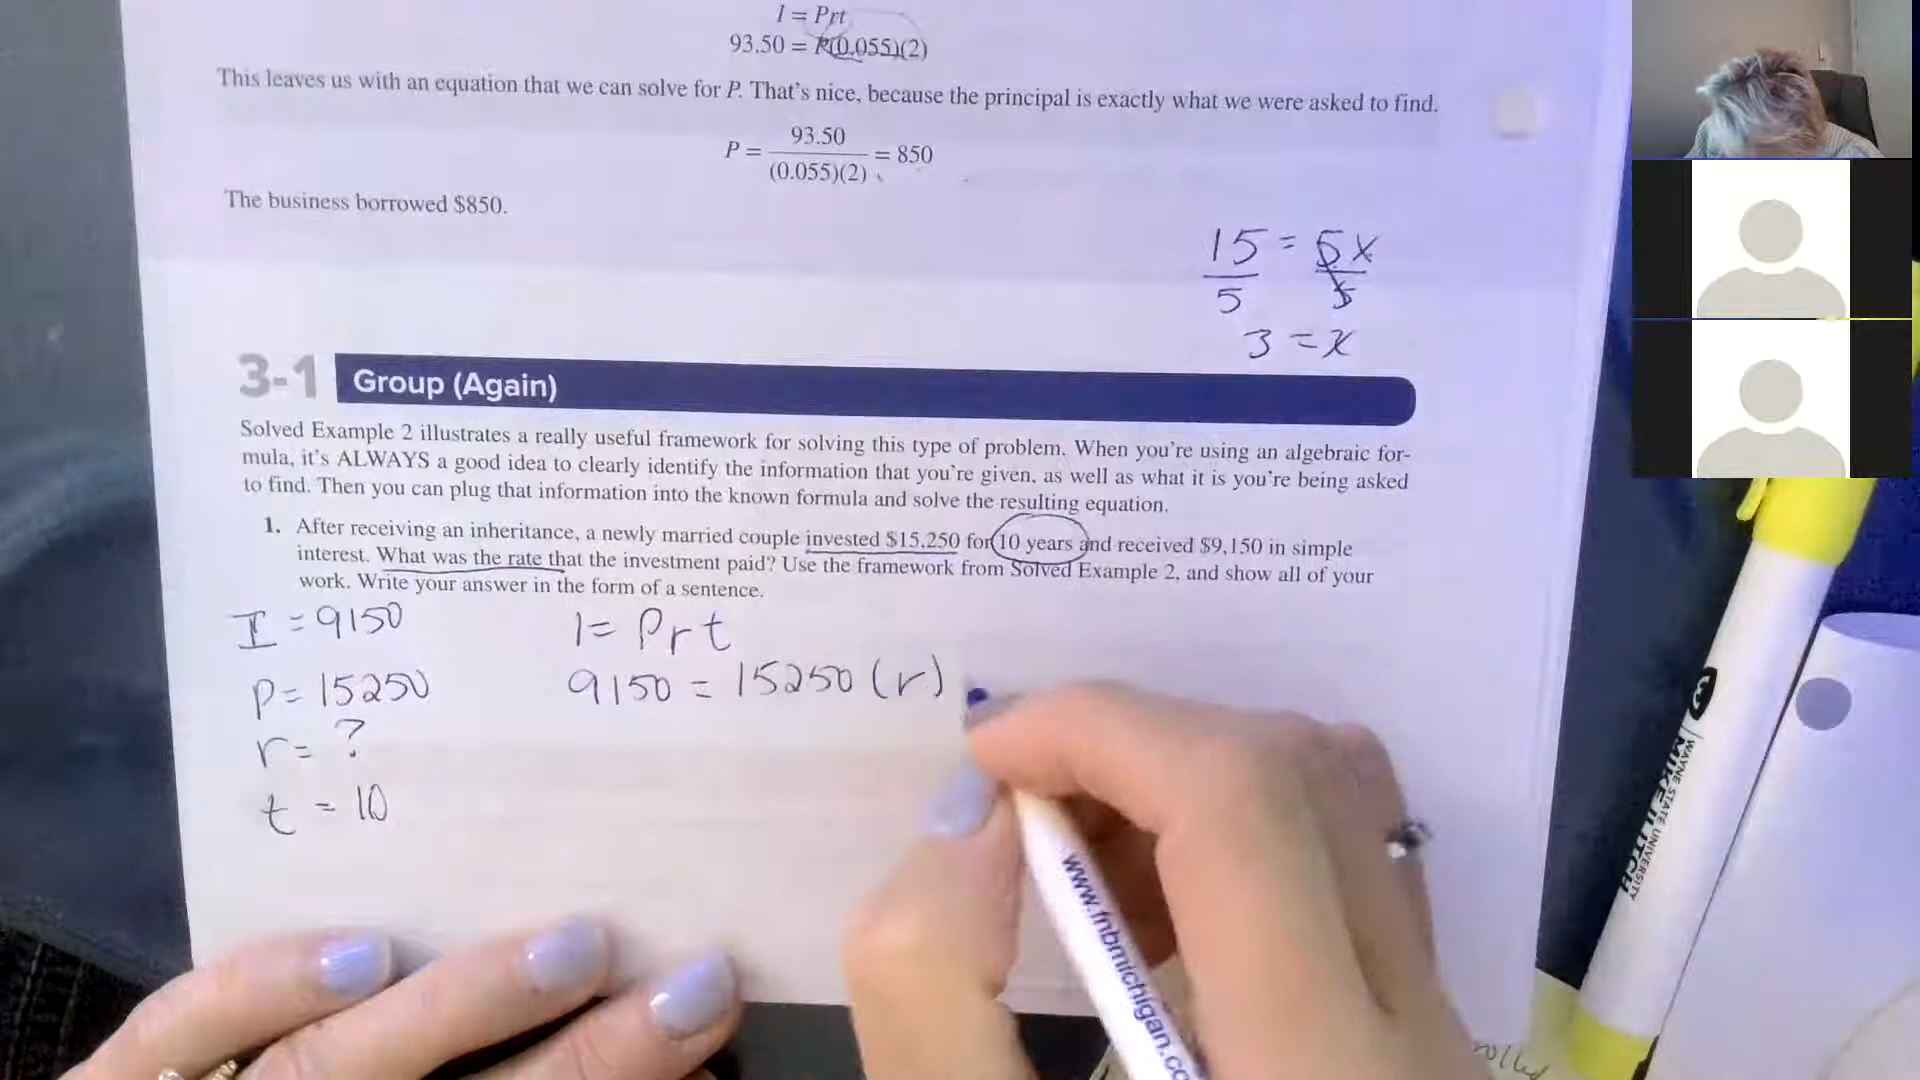 I = Prt
93.50 = P(0.055)(2)
This leaves us with an equation that we can solve for P. That's nice, because the principal is exactly what we were asked to find.
P = 93.50 / (0.055)(2) = 850
The business borrowed $850.
15 = 5x
5 5
3 = x
3-1 Group (Again)
Solved Example 2 illustrates a really useful framework for solving this type of problem. When you're using an algebraic for-
mula, it's ALWAYS a good idea to clearly identify the information that you're given, as well as what it is you're being asked
to find. Then you can plug that information into the known formula and solve the resulting equation.
1. After receiving an inheritance, a newly married couple invested $15,250 for 10 years and received $9,150 in simple
interest. What was the rate that the investment paid? Use the framework from Solved Example 2, and show all of your
work. Write your answer in the form of a sentence.
I = 9150
P = 15250
r = ?
t = 10
I = Prt
9150 = 15250 (r)
www.fnbmichigan.co
W
WAYNE STATE UNIVERSITY
MIKE ILITCH